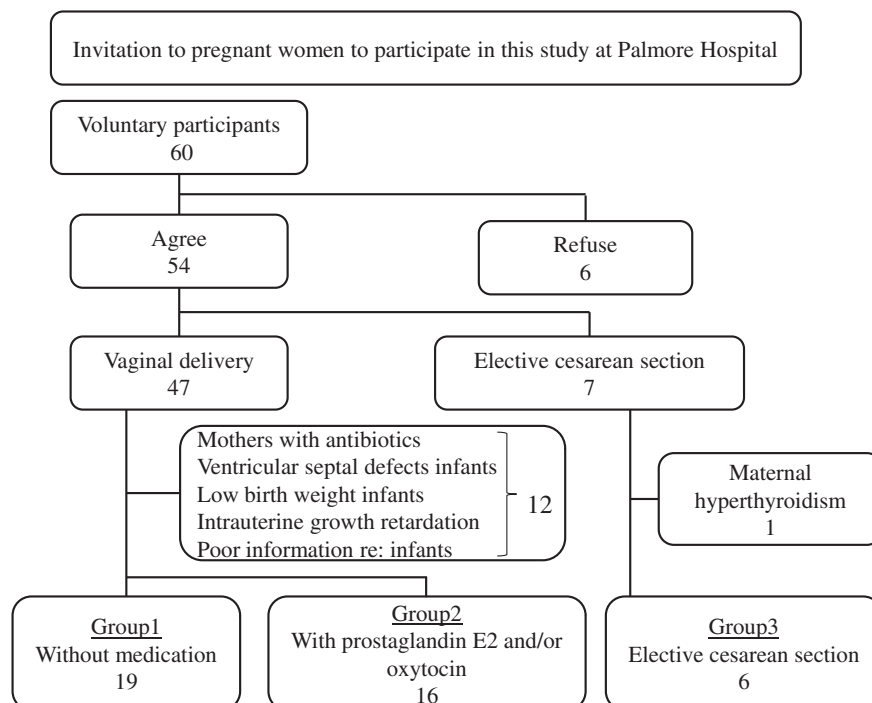 Invitation to pregnant women to participate in this study at Palmore Hospital
Voluntary participants
60
Agree
54
Refuse
6
Vaginal delivery
47
Elective cesarean section
7
Mothers with antibiotics
Ventricular septal defects infants
Low birth weight infants
Intrauterine growth retardation
Poor information re: infants
12
Maternal
hyperthyroidism
1
Group1
Without medication
19
Group2
With prostaglandin E2 and/or
oxytocin
16
Group3
Elective cesarean section
6